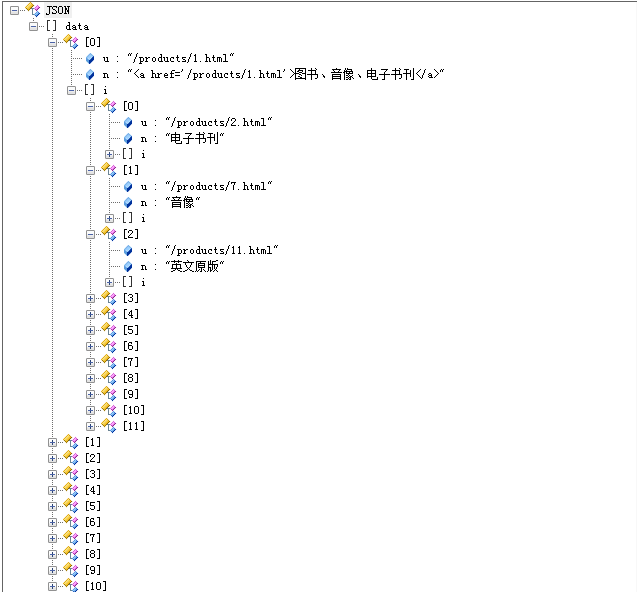 JSON
[] data
[0]
u : "/products/1.html"
n : "<a href='/products/1.html'>图书、音像、电子书刊</a>"
[] i
[0]
u : "/products/2.html"
n : "电子书刊"
[] i
[1]
u : "/products/7.html"
n : "音像"
[] i
[2]
u : "/products/11.html"
n : "英文原版"
[] i
[3]
[4]
[5]
[6]
[7]
[8]
[9]
[10]
[11]
[1]
[2]
[3]
[4]
[5]
[6]
[7]
[8]
[9]
[10]